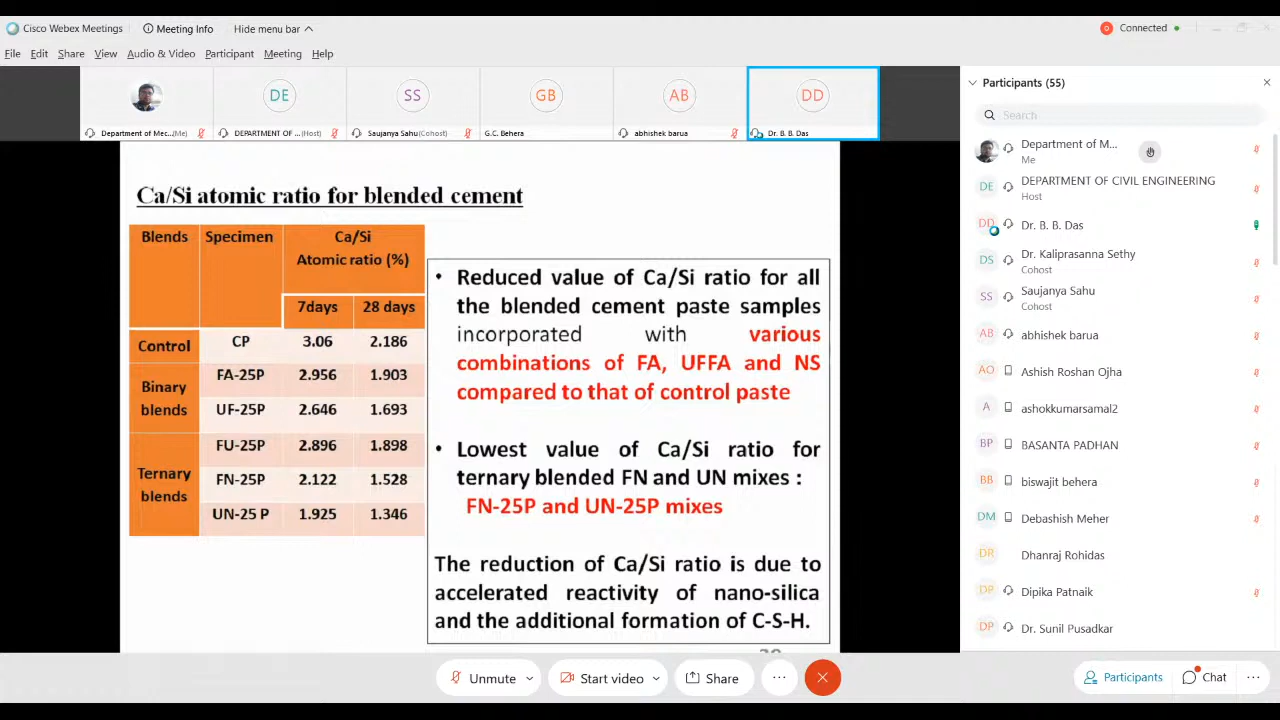 Cisco Webex Meetings Meeting Info Hide menu bar
Connected
File Edit Share View Audio & Video Participant Meeting Help
DE SS GB AB DD
Department of Mec... (Me) DEPARTMENT OF ... (Host) Saujanya Sahu (Cohost) G.C. Behera abhishek barua Dr. B. B. Das
Ca/Si atomic ratio for blended cement
Blends Specimen Ca/Si
Atomic ratio (%)
7days 28 days
Control CP 3.06 2.186
Binary blends FA-25P 2.956 1.903
UF-25P 2.646 1.693
Ternary blends FU-25P 2.896 1.898
FN-25P 2.122 1.528
UN-25 P 1.925 1.346
• Reduced value of Ca/Si ratio for all
the blended cement paste samples
incorporated with various
combinations of FA, UFFA and NS
compared to that of control paste
• Lowest value of Ca/Si ratio for
ternary blended FN and UN mixes :
FN-25P and UN-25P mixes
The reduction of Ca/Si ratio is due to
accelerated reactivity of nano-silica
and the additional formation of C-S-H.
Participants (55)
Search
Department of M...
Me
DE DEPARTMENT OF CIVIL ENGINEERING
Host
DD Dr. B. B. Das
DS Dr. Kaliprasanna Sethy
Cohost
SS Saujanya Sahu
Cohost
AB abhishek barua
AO Ashish Roshan Ojha
A ashokkumarsamal2
BP BASANTA PADHAN
BB biswajit behera
DM Debashish Meher
DR Dhanraj Rohidas
DP Dipika Patnaik
DP Dr. Sunil Pusadkar
Unmute Start video Share
Participants Chat